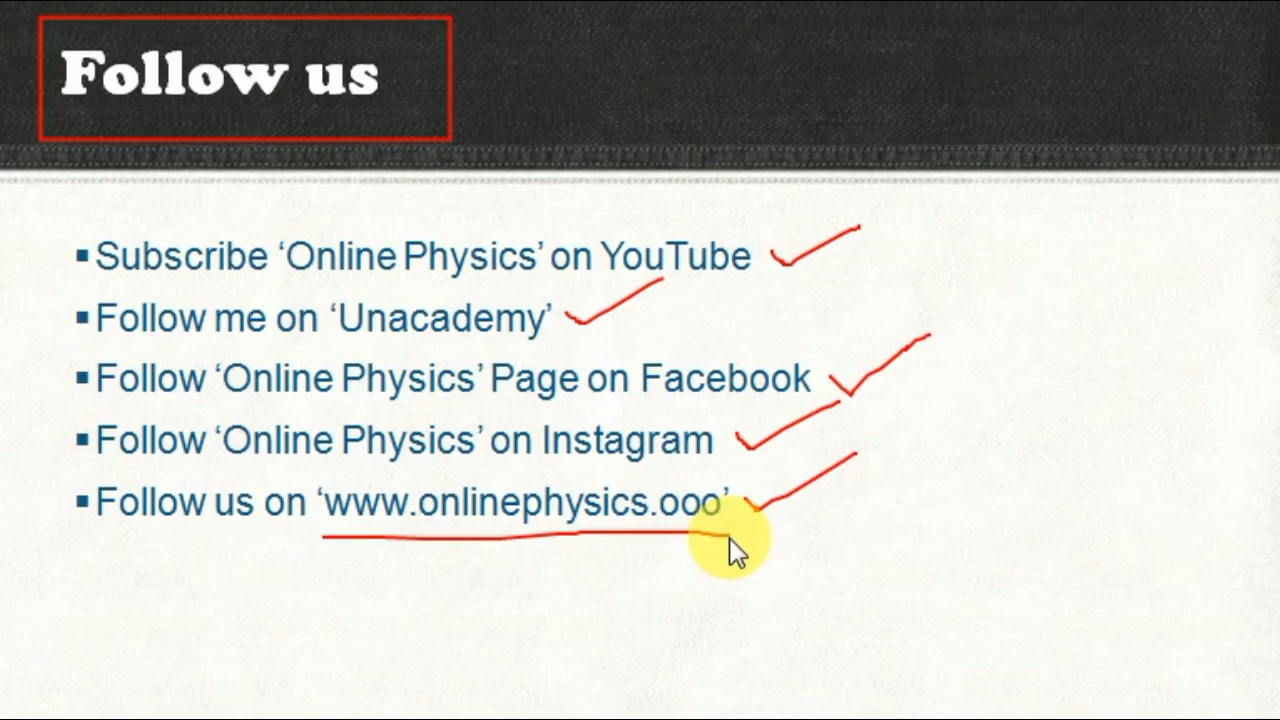 Follow us
▪Subscribe ‘Online Physics’ on YouTube
▪Follow me on ‘Unacademy’
▪Follow ‘Online Physics’ Page on Facebook
▪Follow ‘Online Physics’ on Instagram
▪Follow us on ‘www.onlinephysics.ooo’